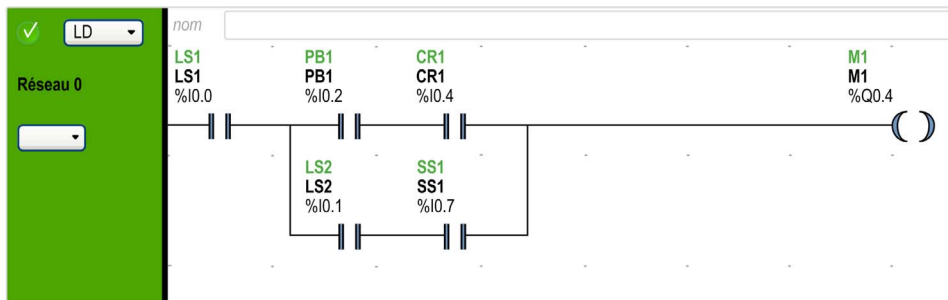 LD
nom
Réseau 0
LS1
LS1
%I0.0
PB1
PB1
%I0.2
CR1
CR1
%I0.4
M1
M1
%Q0.4
LS2
LS2
%I0.1
SS1
SS1
%I0.7